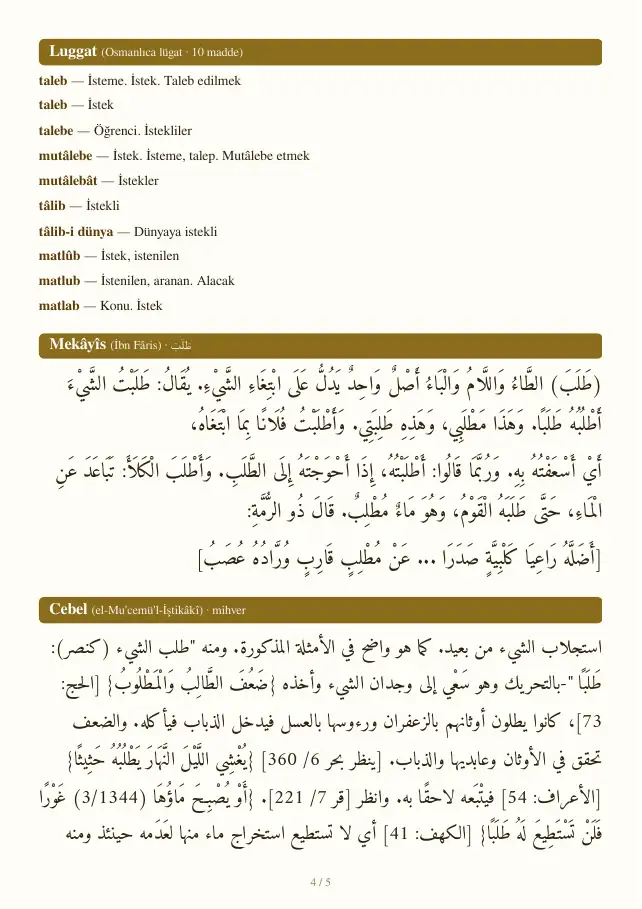 Luggat (Osmanlıca lügat · 10 madde)
taleb — İsteme. İstek. Taleb edilmek
taleb — İstek
talebe — Öğrenci. İstekliler
mutâlebe — İstek. İsteme, talep. Mutâlebe etmek
mutâlebât — İstekler
tâlib — İstekli
tâlib-i dünya — Dünyaya istekli
matlûb — İstek, istenilen
matlub — İstenilen, aranan. Alacak
matlab — Konu. İstek
Mekâyîs (İbn Fâris) · طَلَبَ
(طَلَبَ) الطَّاءُ وَاللَّامُ وَالْبَاءُ أَصْلٌ وَاحِدٌ يَدُلُّ عَلَى ابْتِغَاءِ الشَّيْءِ. يُقَالُ: طَلَبْتُ الشَّيْءَ
أَطْلُبُهُ طَلَبًا. وَهَذَا مَطْلَبِي، وَهَذِهِ طَلِبَتِي. وَأَطْلَبْتُ فُلَانًا بِمَا ابْتَغَاهُ،
أَيْ أَسْعَفْتُهُ بِهِ. وَرُبَّمَا قَالُوا: أَطْلَبْتُهُ، إِذَا أَحْوَجْتَهُ إِلَى الطَّلَبِ. وَأَطْلَبَ الْكَلَأُ: تَبَاعَدَ عَنِ
الْمَاءِ، حَتَّى طَلَبَهُ الْقَوْمُ، وَهُوَ مَاءٌ مُطْلِبٌ. قَالَ ذُو الرُّمَّةِ:
[أَضَلَّهُ رَاعِيَا كَلْبِيَّةٍ صَدَرَا ... عَنْ مُطْلِبٍ قَارِبٍ وُرَّادُهُ عُصَبُ]
Cebel (el-Mu'cemü'l-İştikâkî) · mihver
استجلاب الشيء من بعيد. كما هو واضح في الأمثلة المذكورة. ومنه "طلب الشيء (كنصر):
طَلَبًا "-بالتحريك وهو سَعْي إلى وجدان الشيء وأخذه {ضَعُفَ الطَّالِبُ وَالْمَطْلُوبُ} [الحج:
73]، كانوا يطلون أوثانهم بالزعفران ورءوسها بالعسل فيدخل الذباب فيأكله. والضعف
تحقق في الأوثان وعابديها والذباب. [ينظر بحر 6/ 360] {يُغْشِي اللَّيْلَ النَّهَارَ يَطْلُبُهُ حَثِيثًا}
[الأعراف: 54] فيتْبَعه لاحقًا به. وانظر [قر 7/ 221]. {أَوْ يُصْبِحَ مَاؤُهَا (3/1344) غَوْرًا
فَلَنْ تَسْتَطِيعَ لَهُ طَلَبًا} [الكهف: 41] أي لا تستطيع استخراج ماء منها لعَدَمه حينئذ ومنه
4 / 5